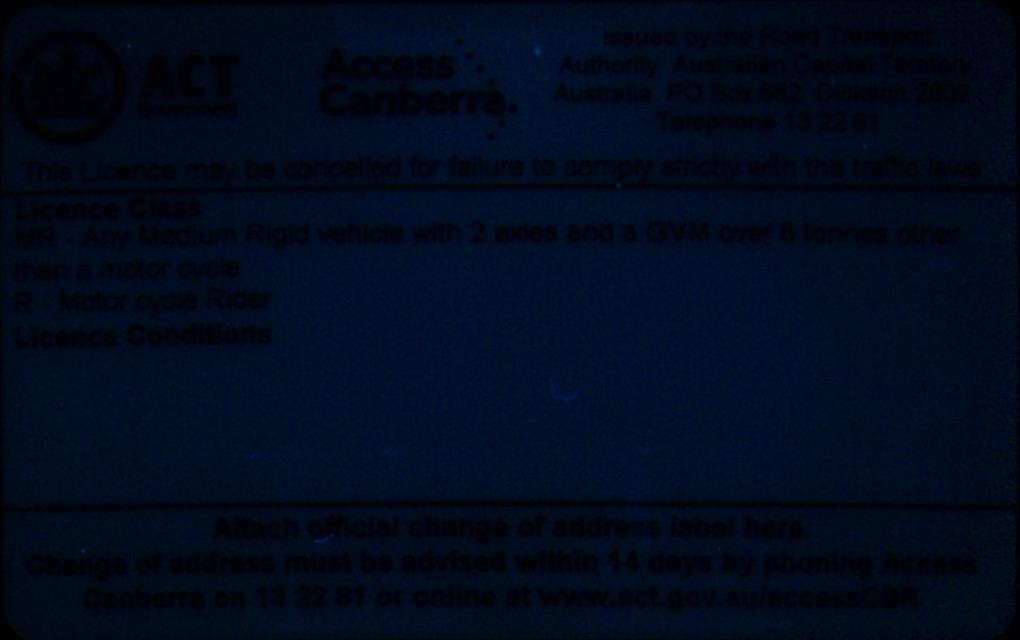 ACT
Government
Access
Canberra
Issued by the Road Transport
Authority Australian Capital Territory,
Australia PO Box 582 Dickson 2602
Telephone 13 22 81
This Licence may be cancelled for failure to comply strictly with the traffic laws
Licence Class
MR - Any Medium Rigid vehicle with 2 axles and a GVM over 8 tonnes other
than a motor cycle
R - Motor cycle Rider
Licence Conditions
Attach official change of address label here.
Change of address must be advised within 14 days by phoning Access
Canberra on 13 22 81 or online at www.act.gov.au/accessCBR